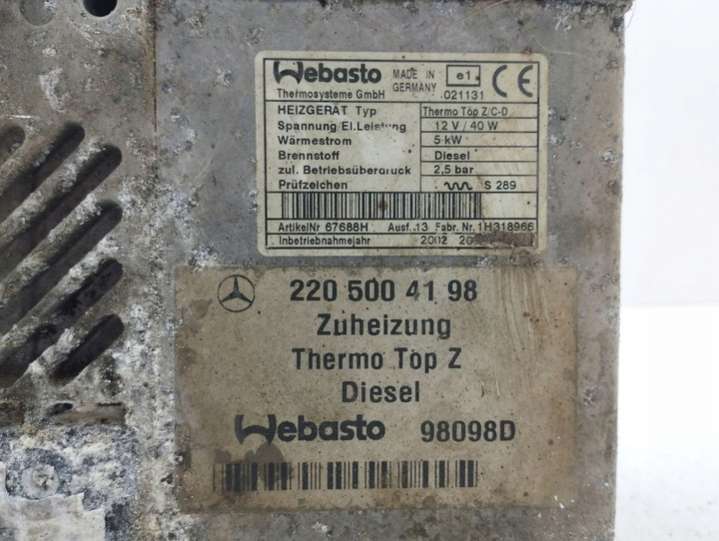 Webasto MADE IN GERMANY e1
Thermosysteme GmbH 021131 CE
HEIZGERÄT Typ Thermo Top Z/C-D
Spannung/El.Leistung 12 V / 40 W
Wärmestrom 5 kW
Brennstoff Diesel
zul. Betriebsüberdruck 2,5 bar
Prüfzeichen S 289
ArtikelNr 67688H Ausf. 13 Fabr. Nr. 1H318966
Inbetriebnahmejahr 2002
220 500 41 98
Zuheizung
Thermo Top Z
Diesel
Webasto 98098D